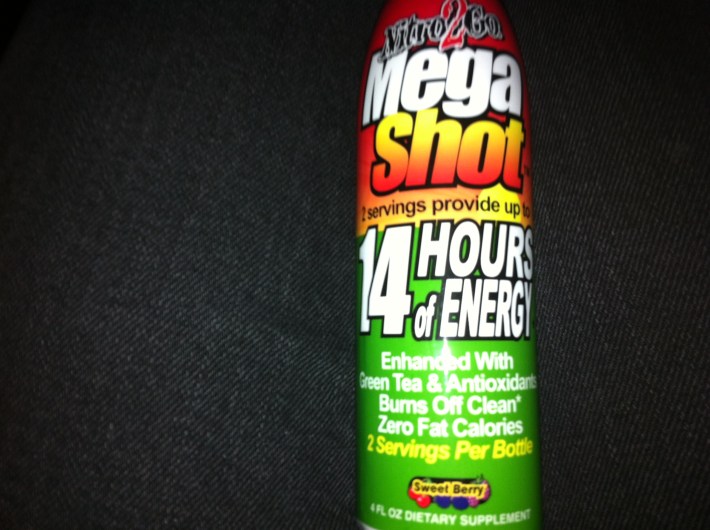 Nitro2Go
Mega
Shot
2 servings provide up to
14 HOURS
of ENERGY
Enhanced With
Green Tea & Antioxidants
Burns Off Clean*
Zero Fat Calories
2 Servings Per Bottle
Sweet Berry
4 FL OZ DIETARY SUPPLEMENT